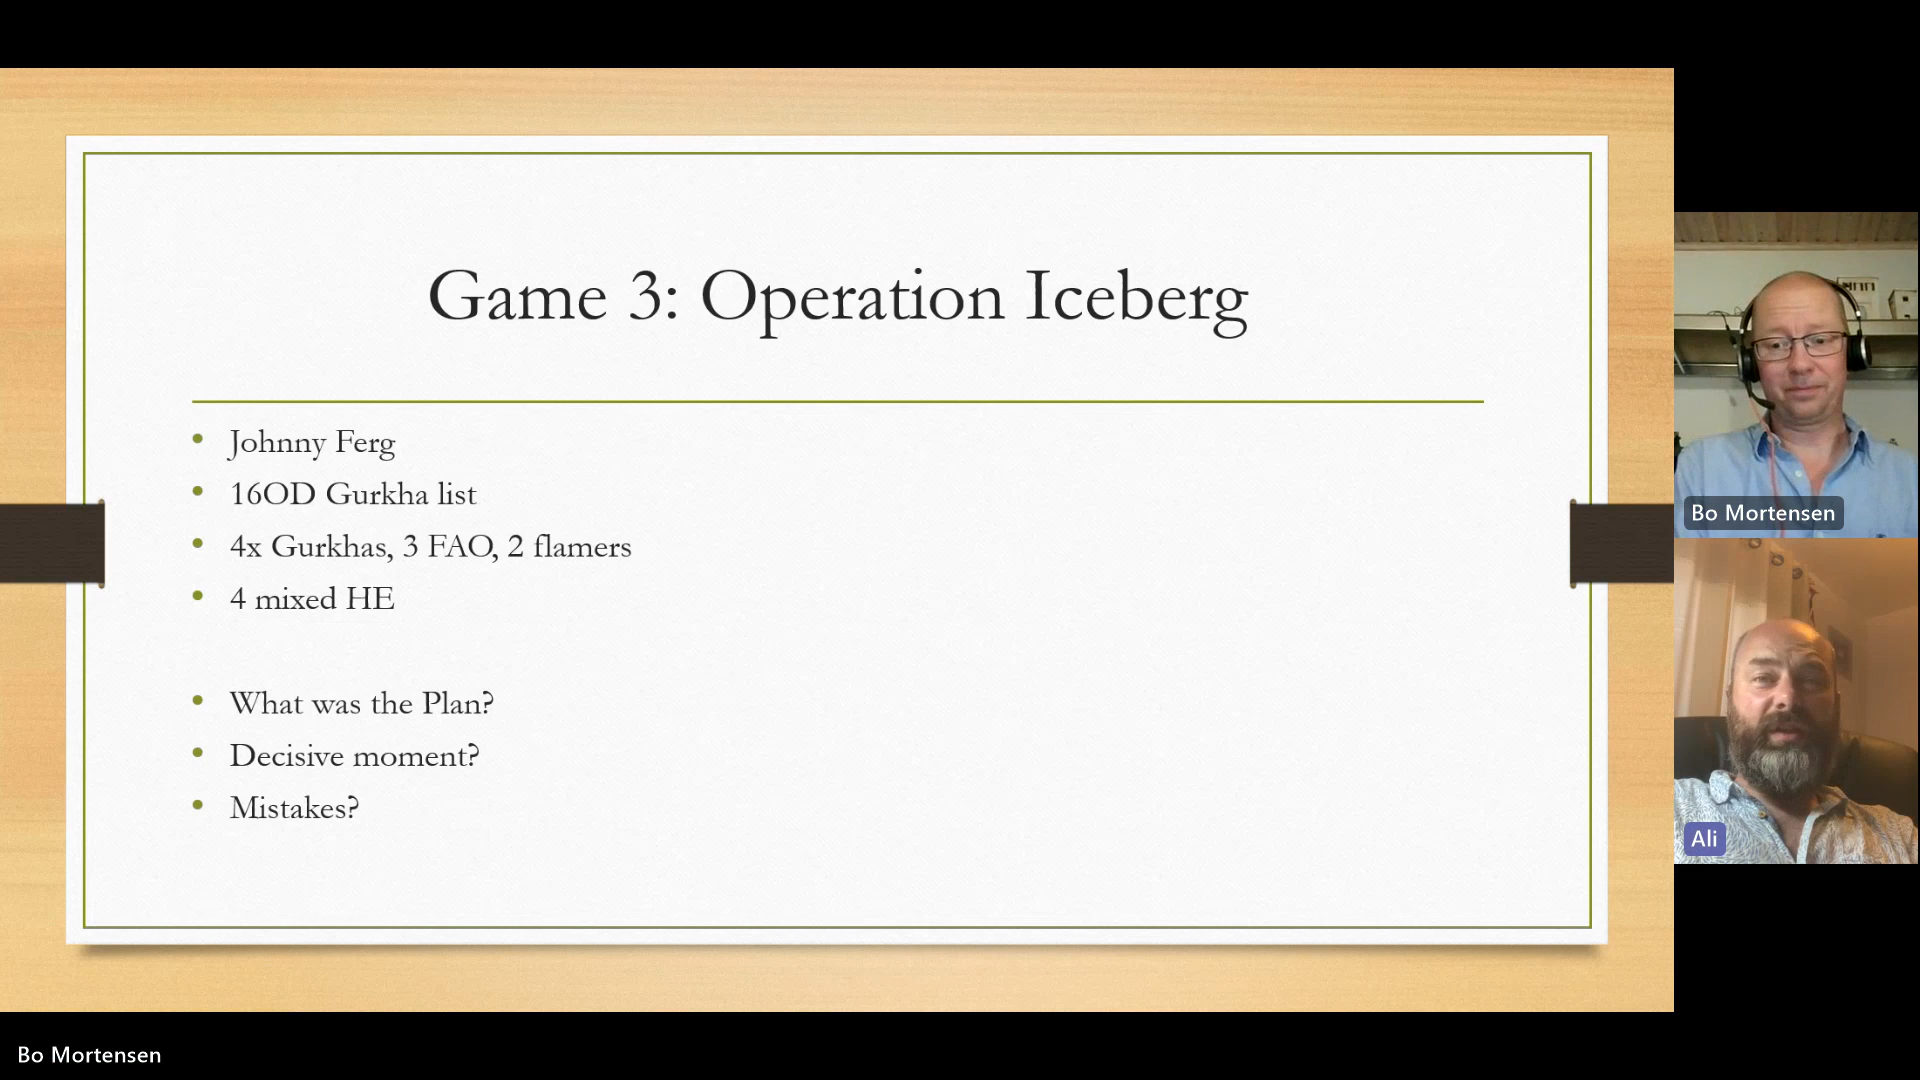 Game 3: Operation Iceberg
Johnny Ferg
16OD Gurkha list
4x Gurkhas, 3 FAO, 2 flamers
4 mixed HE
What was the Plan?
Decisive moment?
Mistakes?
Bo Mortensen
Ali
Bo Mortensen